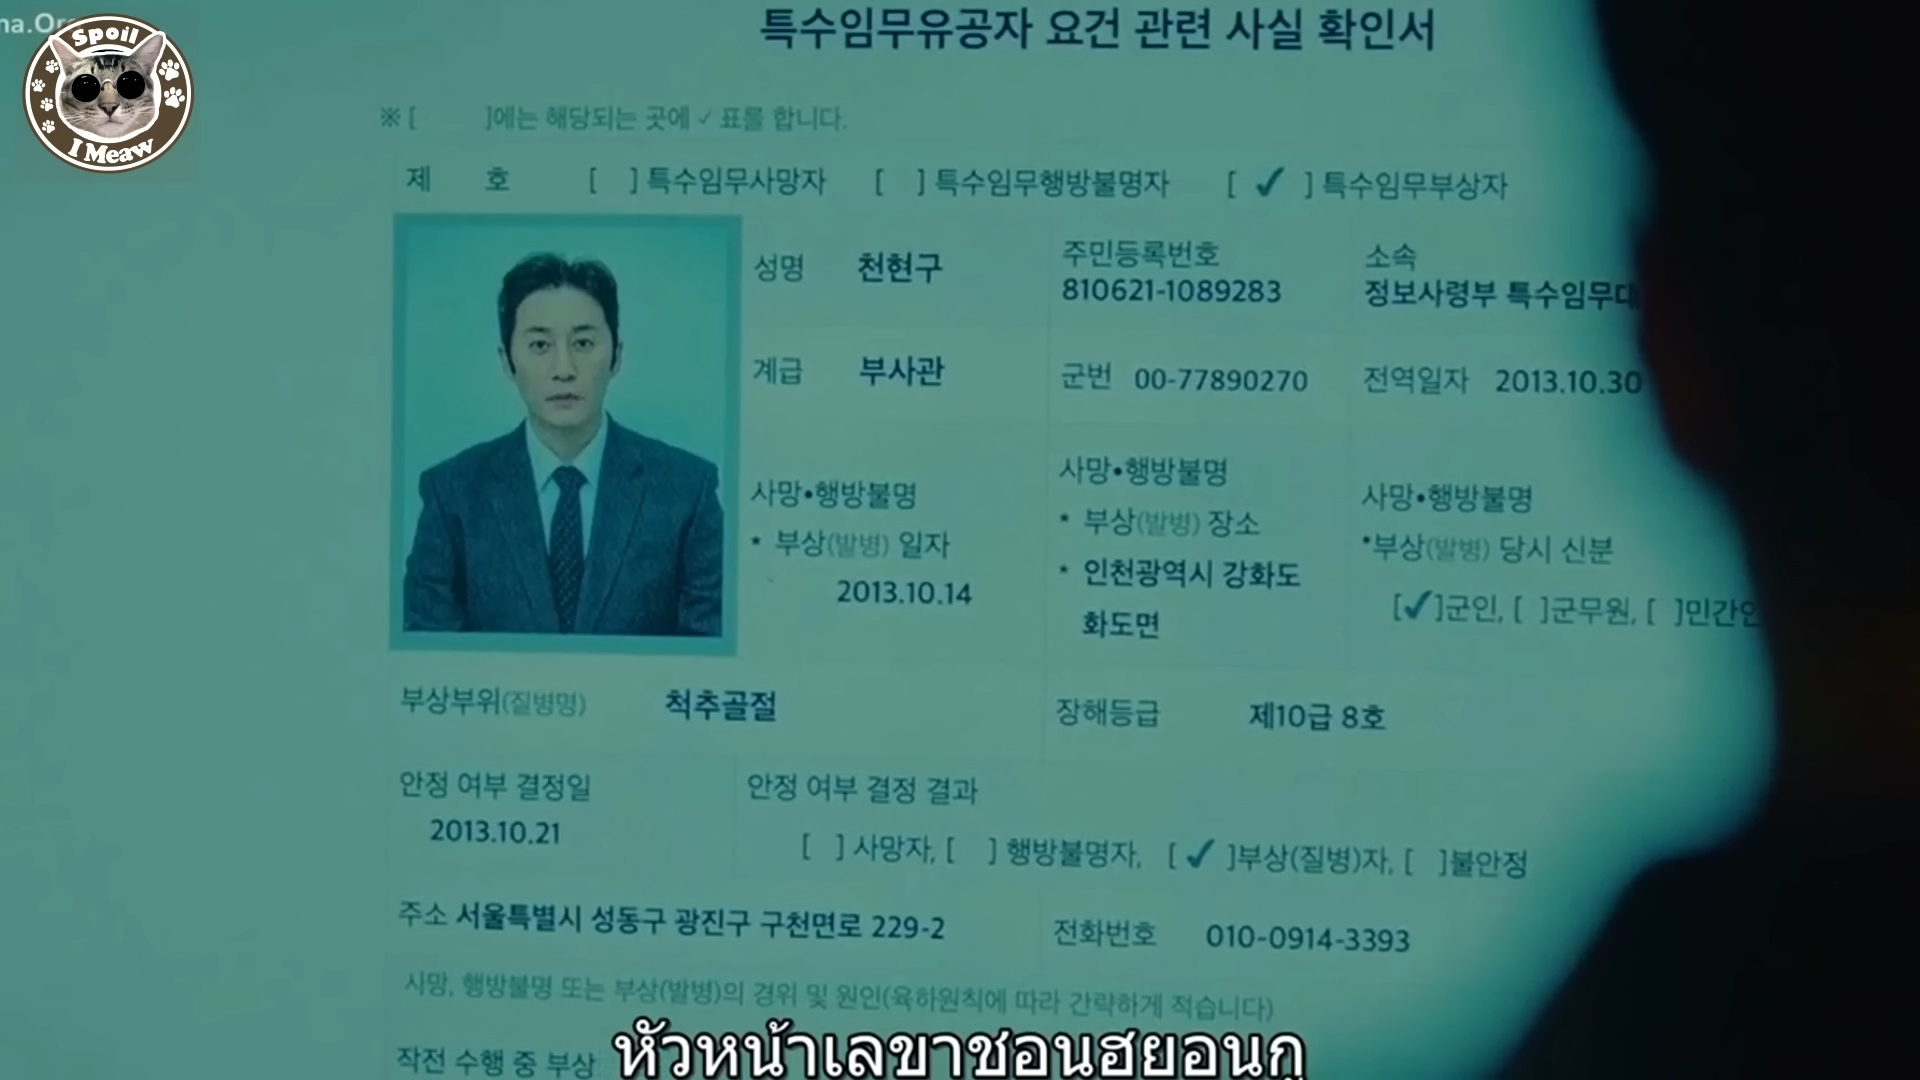 na.Or
Spoil
I Meaw
특수임무유공자 요건 관련 사실 확인서
※ [ ]에는 해당되는 곳에 ✓ 표를 합니다.
제 호 [ ] 특수임무사망자 [ ] 특수임무행방불명자 [ ✓ ] 특수임무부상자
성명 천현구
주민등록번호
810621-1089283
소속
정보사령부 특수임무대
계급 부사관
군번 00-77890270
전역일자 2013.10.30
사망•행방불명
* 부상(발병) 일자
2013.10.14
사망•행방불명
* 부상(발병) 장소
* 인천광역시 강화도
화도면
사망•행방불명
*부상(발병) 당시 신분
[✓]군인, [ ]군무원, [ ]민간인
부상부위(질병명) 척추골절
장해등급 제10급 8호
안정 여부 결정일
2013.10.21
안정 여부 결정 결과
[ ] 사망자, [ ] 행방불명자, [ ✓ ]부상(질병)자, [ ]불안정
주소 서울특별시 성동구 광진구 구천면로 229-2
전화번호 010-0914-3393
사망, 행방불명 또는 부상(발병)의 경위 및 원인(육하원칙에 따라 간략하게 적습니다)
작전 수행 중 부상
หัวหน้าเลขาชอนฮยอนกู